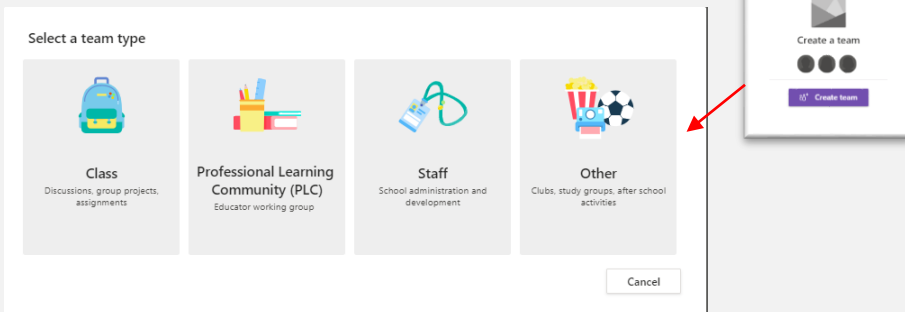 Select a team type
Class
Discussions, group projects,
assignments
Professional Learning
Community (PLC)
Educator working group
Staff
School administration and
development
Other
Clubs, study groups, after school
activities
Cancel
Create a team
Create team